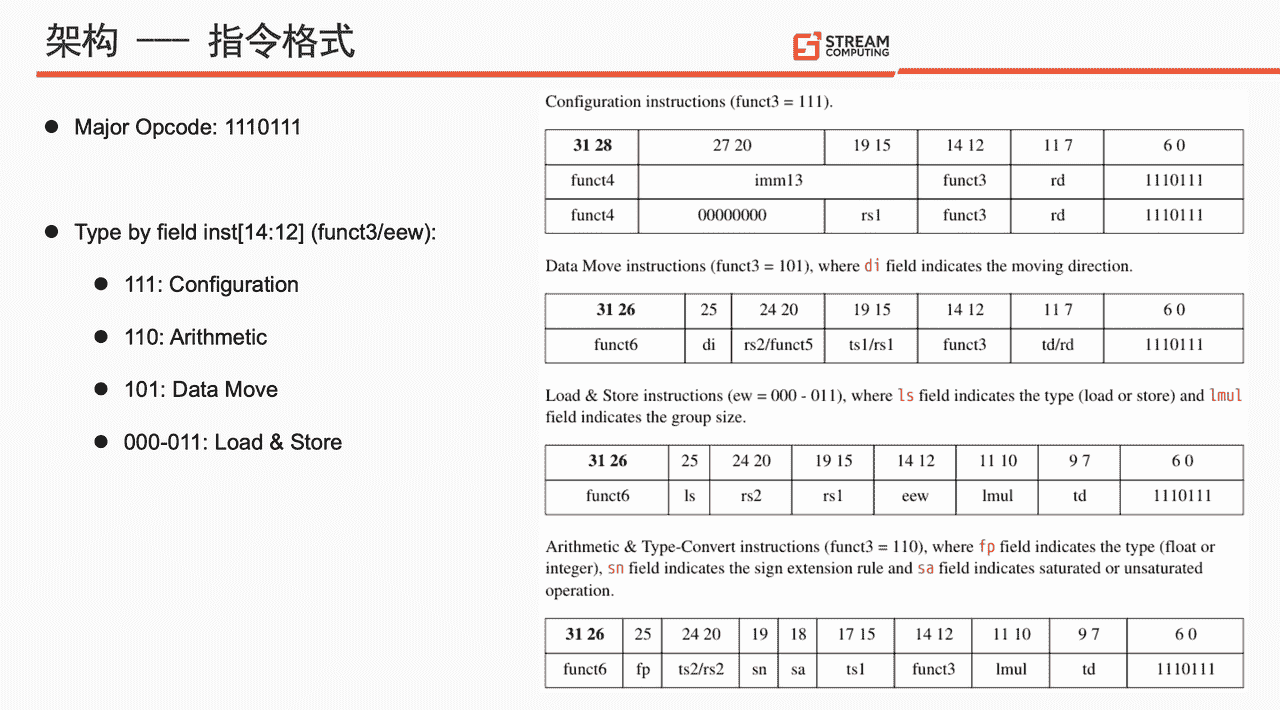 架构 —— 指令格式
STREAM
COMPUTING
● Major Opcode: 1110111
● Type by field inst[14:12] (funct3/eew):
● 111: Configuration
● 110: Arithmetic
● 101: Data Move
● 000-011: Load & Store
Configuration instructions (funct3 = 111).
31 28 27 20 19 15 14 12 11 7 6 0
funct4 imm13 funct3 rd 1110111
funct4 00000000 rs1 funct3 rd 1110111
Data Move instructions (funct3 = 101), where di field indicates the moving direction.
31 26 25 24 20 19 15 14 12 11 7 6 0
funct6 di rs2/funct5 ts1/rs1 funct3 td/rd 1110111
Load & Store instructions (ew = 000 - 011), where ls field indicates the type (load or store) and lmul
field indicates the group size.
31 26 25 24 20 19 15 14 12 11 10 9 7 6 0
funct6 ls rs2 rs1 eew lmul td 1110111
Arithmetic & Type-Convert instructions (funct3 = 110), where fp field indicates the type (float or
integer), sn field indicates the sign extension rule and sa field indicates saturated or unsaturated
operation.
31 26 25 24 20 19 18 17 15 14 12 11 10 9 7 6 0
funct6 fp ts2/rs2 sn sa ts1 funct3 lmul td 1110111